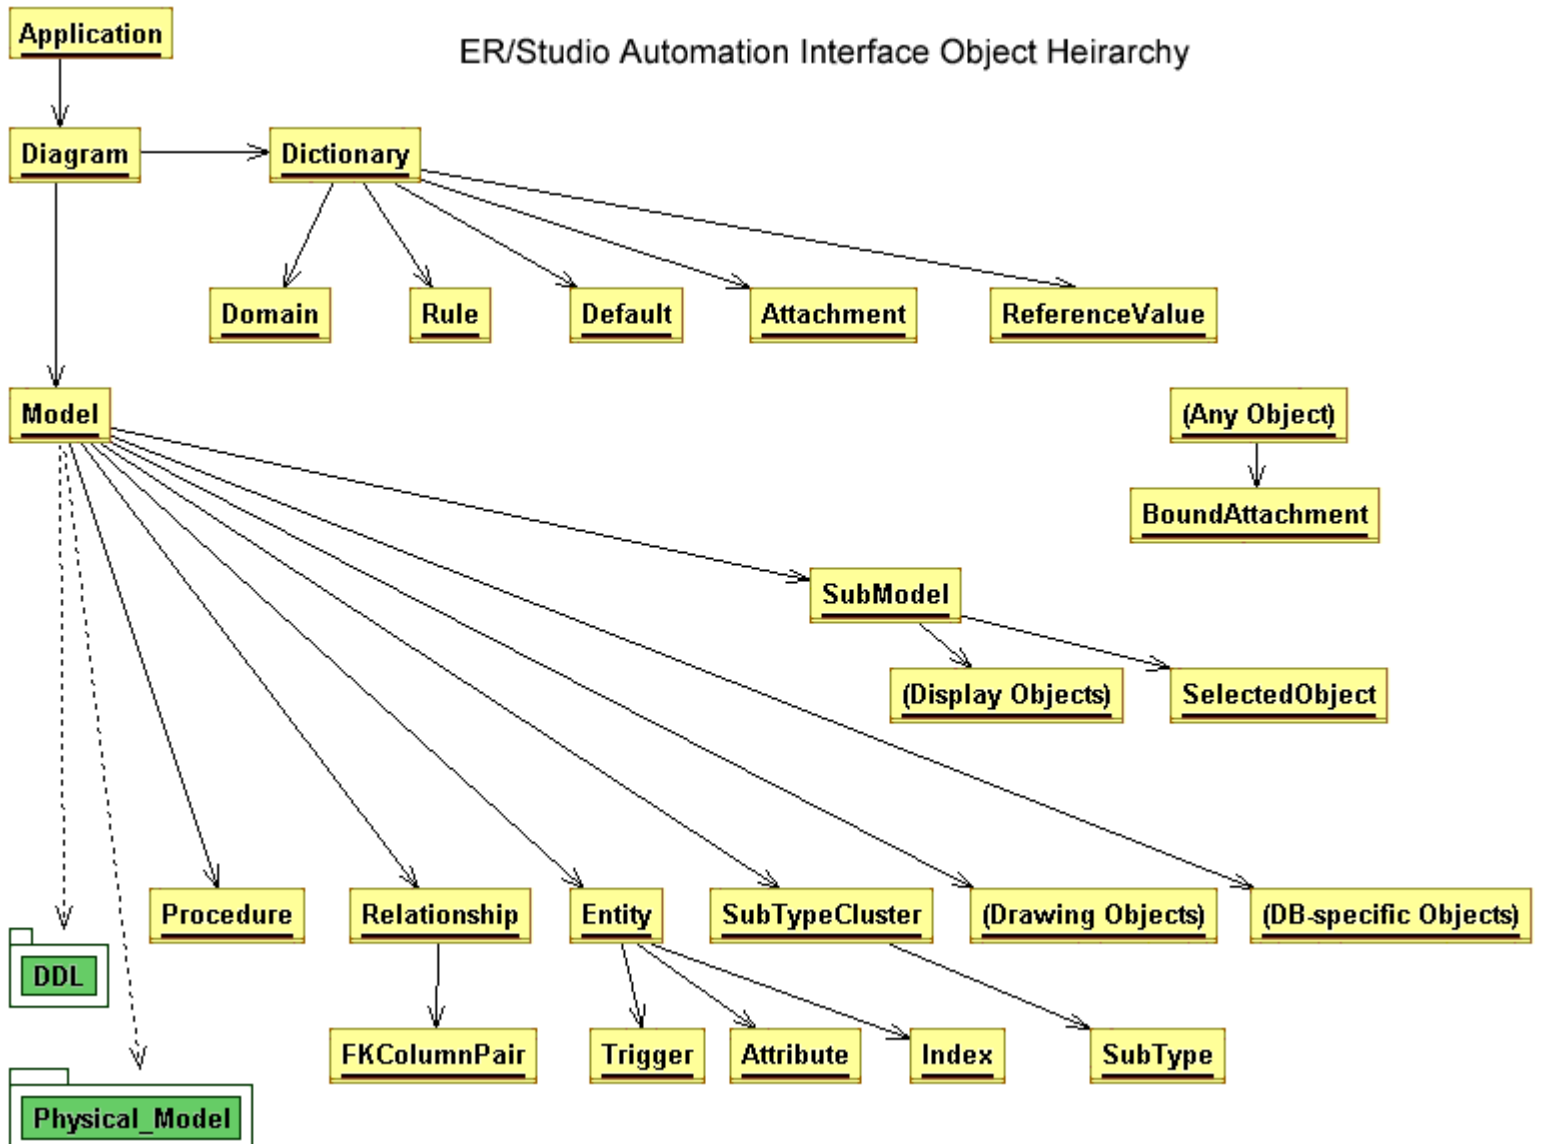 Application
ER/Studio Automation Interface Object Heirarchy
Diagram
Dictionary
Domain
Rule
Default
Attachment
ReferenceValue
Model
(Any Object)
BoundAttachment
SubModel
(Display Objects)
SelectedObject
Procedure
Relationship
Entity
SubTypeCluster
(Drawing Objects)
(DB-specific Objects)
DDL
FKColumnPair
Trigger
Attribute
Index
SubType
Physical_Model